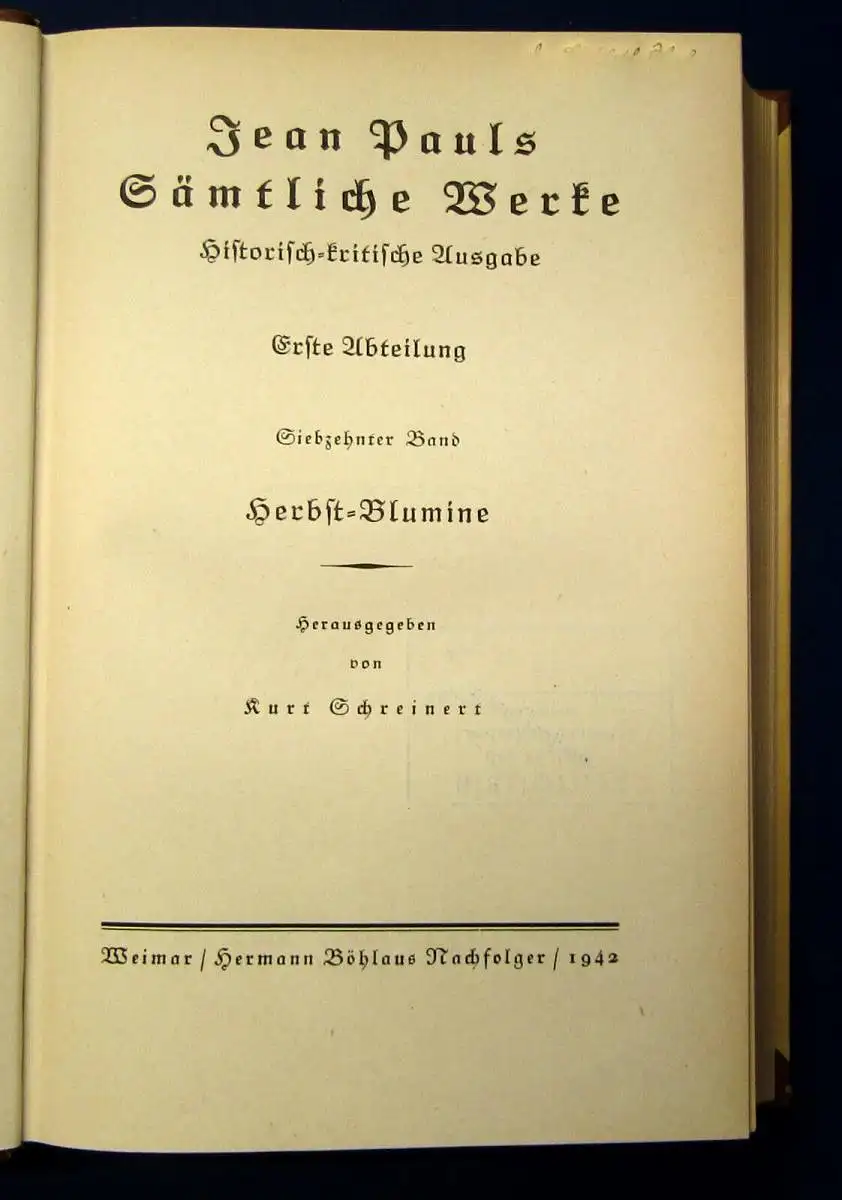 Jean Pauls
Sämtliche Werke
Hiſtoriſch-kritiſche Ausgabe
Erſte Abteilung
Siebzehnter Band
Herbſt-Blumine
Herausgegeben
von
Kurt Schreinert
Weimar / Hermann Böhlaus Nachfolger / 1942